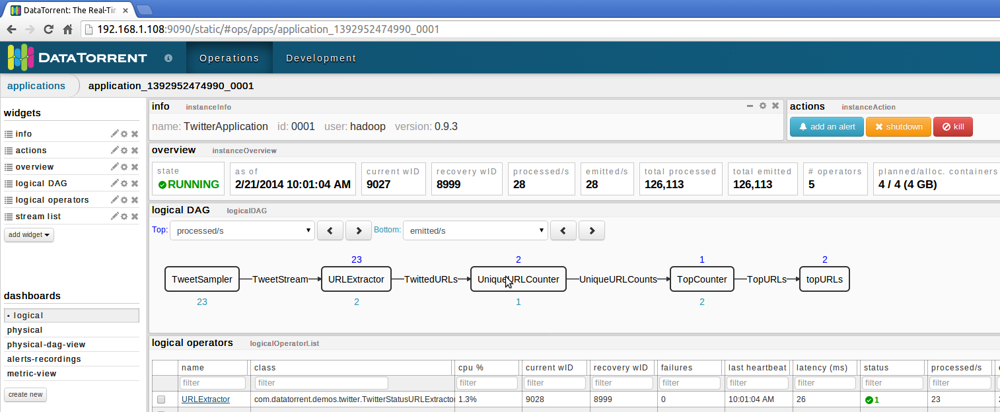 DataTorrent: The Real-Tin
192.168.1.108:9090/static/#ops/apps/application_1392952474990_0001
DATATORRENT Operations Development
applications application_1392952474990_0001
widgets
info
actions
overview
logical DAG
logical operators
stream list
add widget
dashboards
• logical
physical
physical-dag-view
alerts-recordings
metric-view
create new
info instanceInfo
name: TwitterApplication id: 0001 user: hadoop version: 0.9.3
actions instanceAction
add an alert shutdown kill
overview instanceOverview
state as of current wID recovery wID processed/s emitted/s total processed total emitted # operators planned/alloc. containers
RUNNING 2/21/2014 10:01:04 AM 9027 8999 28 28 126,113 126,113 5 4 / 4 (4 GB)
logical DAG logicalDAG
Top: processed/s Bottom: emitted/s
23 2 1 2
TweetSampler TweetStream URLExtractor TwittedURLs UniqueURLCounter UniqueURLCounts TopCounter TopURLs topURLs
23 2 1 2
logical operators logicalOperatorList
name class cpu % current wID recovery wID failures last heartbeat latency (ms) status processed/s
filter filter filter filter filter filter filter filter filter filter
URLExtractor com.datatorrent.demos.twitter.TwitterStatusURLExtractor 1.3% 9028 8999 0 10:01:04 AM 26 1 23